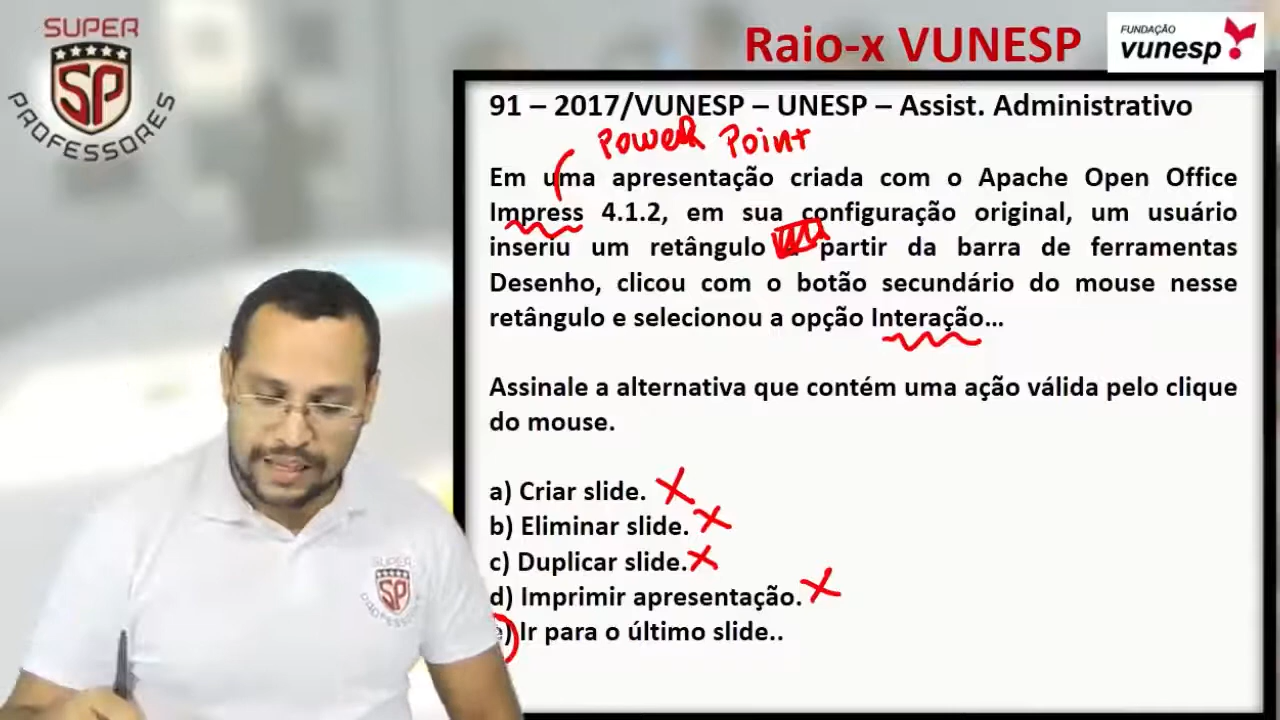 SUPER
SP
PROFESSORES
Raio-x VUNESP
FUNDAÇÃO
vunesp
91 – 2017/VUNESP – UNESP – Assist. Administrativo
POWER POINT
Em uma apresentação criada com o Apache Open Office
Impress 4.1.2, em sua configuração original, um usuário
inseriu um retângulo partir da barra de ferramentas
Desenho, clicou com o botão secundário do mouse nesse
retângulo e selecionou a opção Interação...
Assinale a alternativa que contém uma ação válida pelo clique
do mouse.
a) Criar slide. X
b) Eliminar slide. X
c) Duplicar slide. X
d) Imprimir apresentação. X
e) Ir para o último slide..
SUPER
SP
PROFESSORES